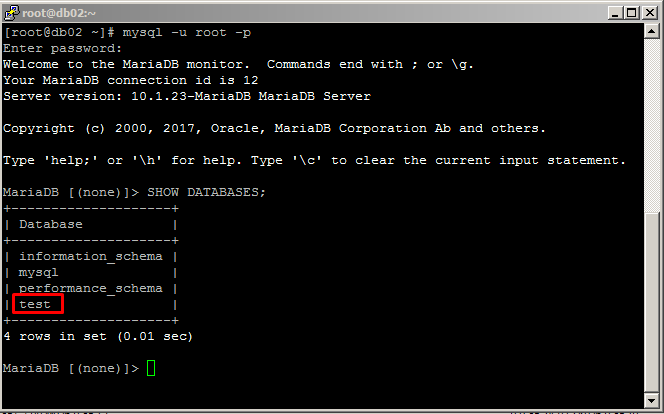 root@db02:~
[root@db02 ~]# mysql -u root -p
Enter password:
Welcome to the MariaDB monitor.  Commands end with ; or \g.
Your MariaDB connection id is 12
Server version: 10.1.23-MariaDB MariaDB Server

Copyright (c) 2000, 2017, Oracle, MariaDB Corporation Ab and others.

Type 'help;' or '\h' for help. Type '\c' to clear the current input statement.

MariaDB [(none)]> SHOW DATABASES;
+--------------------+
| Database           |
+--------------------+
| information_schema |
| mysql              |
| performance_schema |
| test               |
+--------------------+
4 rows in set (0.01 sec)

MariaDB [(none)]>